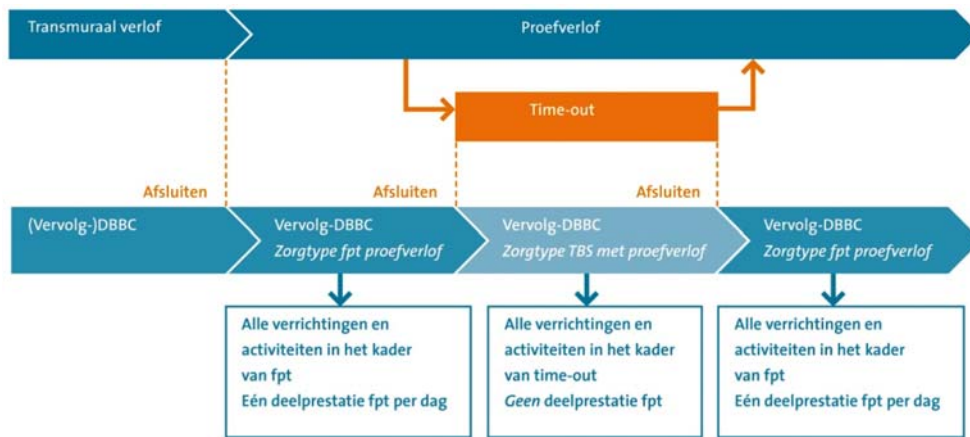 Transmuraal verlof
Proefverlof
Time-out
Afsluiten
Afsluiten
Afsluiten
(Vervolg-)DBBC
Vervolg-DBBC
Zorgtype fpt proefverlof
Vervolg-DBBC
Zorgtype TBS met proefverlof
Vervolg-DBBC
Zorgtype fpt proefverlof
Alle verrichtingen en
activiteiten in het kader
van fpt
Eén deelprestatie fpt per dag
Alle verrichtingen en
activiteiten in het kader
van time-out
Geen deelprestatie fpt
Alle verrichtingen en
activiteiten in het kader
van fpt
Eén deelprestatie fpt per dag